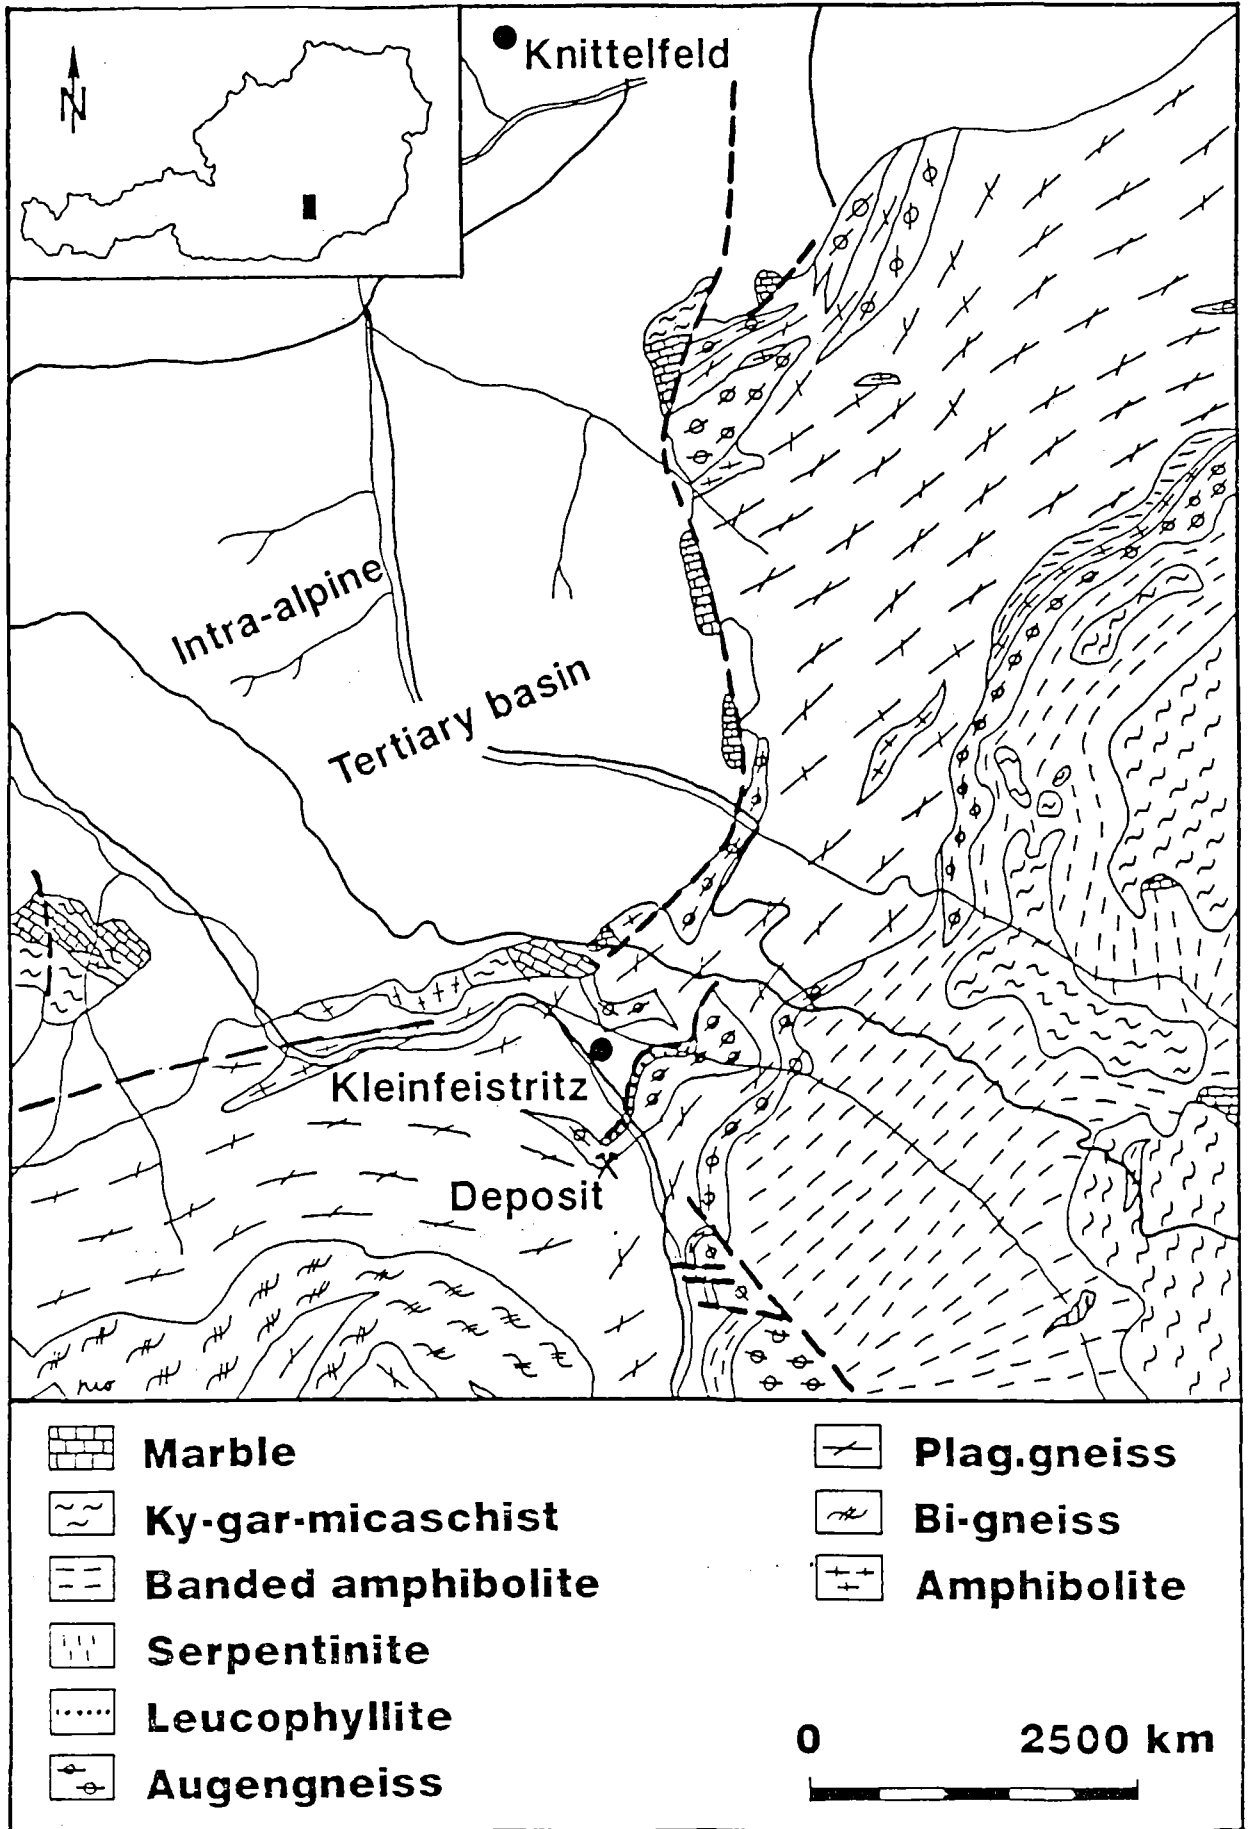 N
Knittelfeld
Intra-alpine
Tertiary basin
Kleinfeistritz
Deposit
Marble
Ky-gar-micaschist
Banded amphibolite
Serpentinite
Leucophyllite
Augengneiss
Plag.gneiss
Bi-gneiss
Amphibolite
0 2500 km